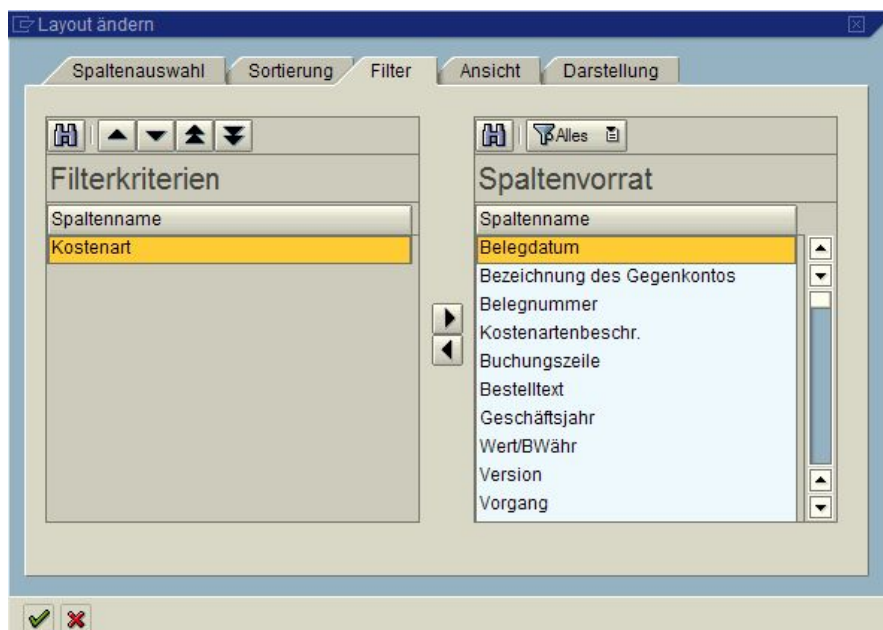 Layout ändern
Spaltenauswahl Sortierung Filter Ansicht Darstellung
Filterkriterien
Spaltenname
Kostenart
Alles
Spaltenvorrat
Spaltenname
Belegdatum
Bezeichnung des Gegenkontos
Belegnummer
Kostenartenbeschr.
Buchungszeile
Bestelltext
Geschäftsjahr
Wert/BWähr
Version
Vorgang